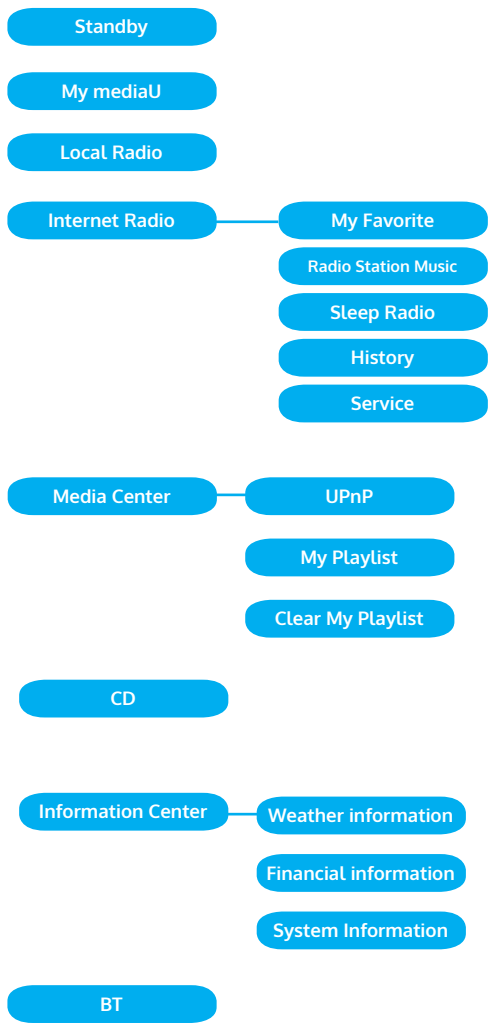 Standby
My mediaU
Local Radio
Internet Radio
My Favorite
Radio Station Music
Sleep Radio
History
Service
Media Center
UPnP
My Playlist
Clear My Playlist
CD
Information Center
Weather information
Financial information
System Information
BT